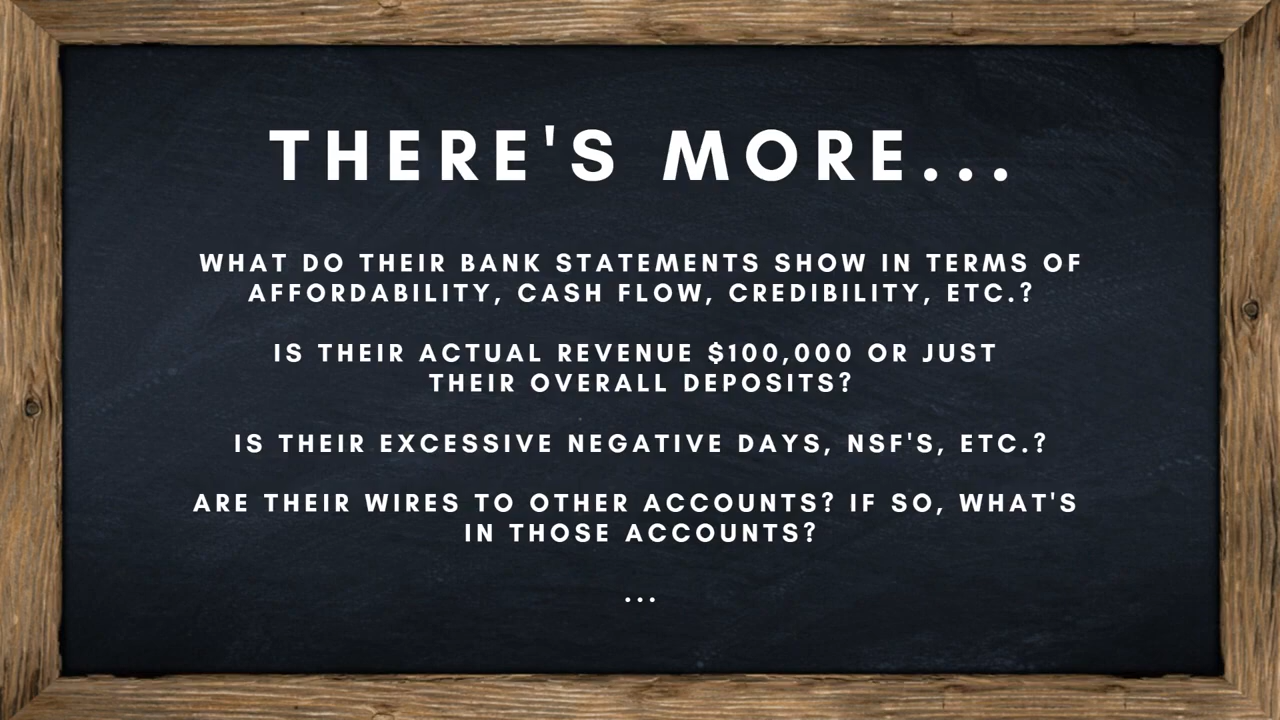 THERE'S MORE...
WHAT DO THEIR BANK STATEMENTS SHOW IN TERMS OF
AFFORDABILITY, CASH FLOW, CREDIBILITY, ETC.?
IS THEIR ACTUAL REVENUE $100,000 OR JUST
THEIR OVERALL DEPOSITS?
IS THEIR EXCESSIVE NEGATIVE DAYS, NSF'S, ETC.?
ARE THEIR WIRES TO OTHER ACCOUNTS? IF SO, WHAT'S
IN THOSE ACCOUNTS?
...